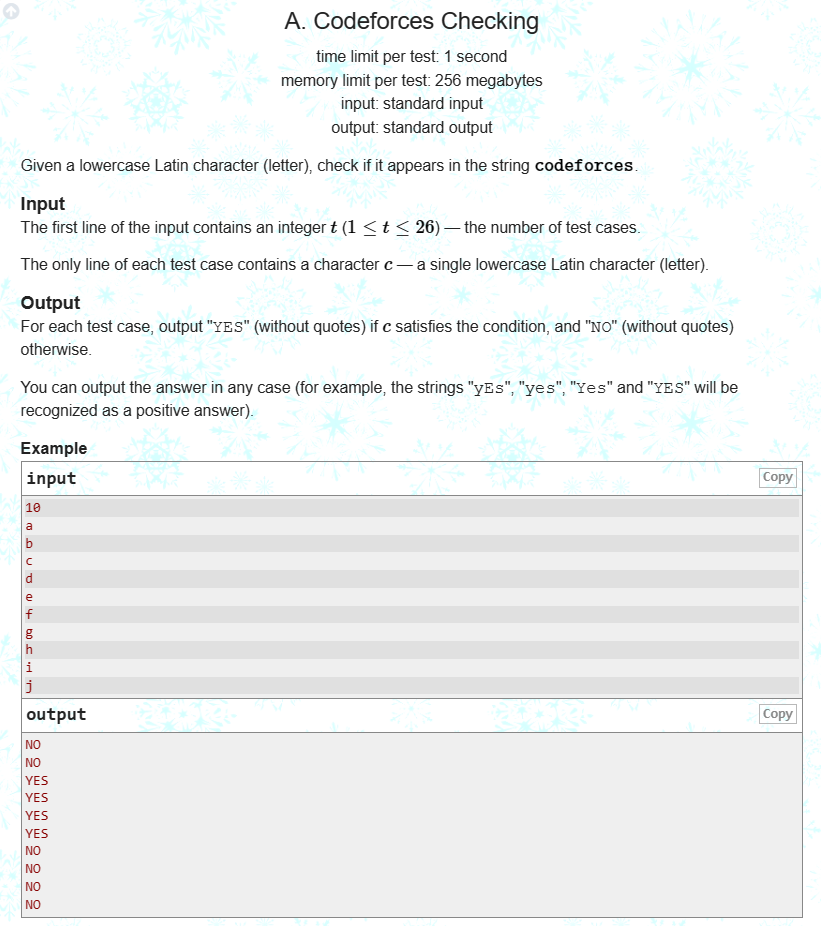 A. Codeforces Checking
time limit per test: 1 second
memory limit per test: 256 megabytes
input: standard input
output: standard output
Given a lowercase Latin character (letter), check if it appears in the string codeforces.
Input
The first line of the input contains an integer t (1 ≤ t ≤ 26) — the number of test cases.
The only line of each test case contains a character c — a single lowercase Latin character (letter).
Output
For each test case, output "YES" (without quotes) if c satisfies the condition, and "NO" (without quotes)
otherwise.
You can output the answer in any case (for example, the strings "yEs", "yes", "Yes" and "YES" will be
recognized as a positive answer).
Example
input Copy
10
a
b
c
d
e
f
g
h
i
j
output Copy
NO
NO
YES
YES
YES
YES
NO
NO
NO
NO